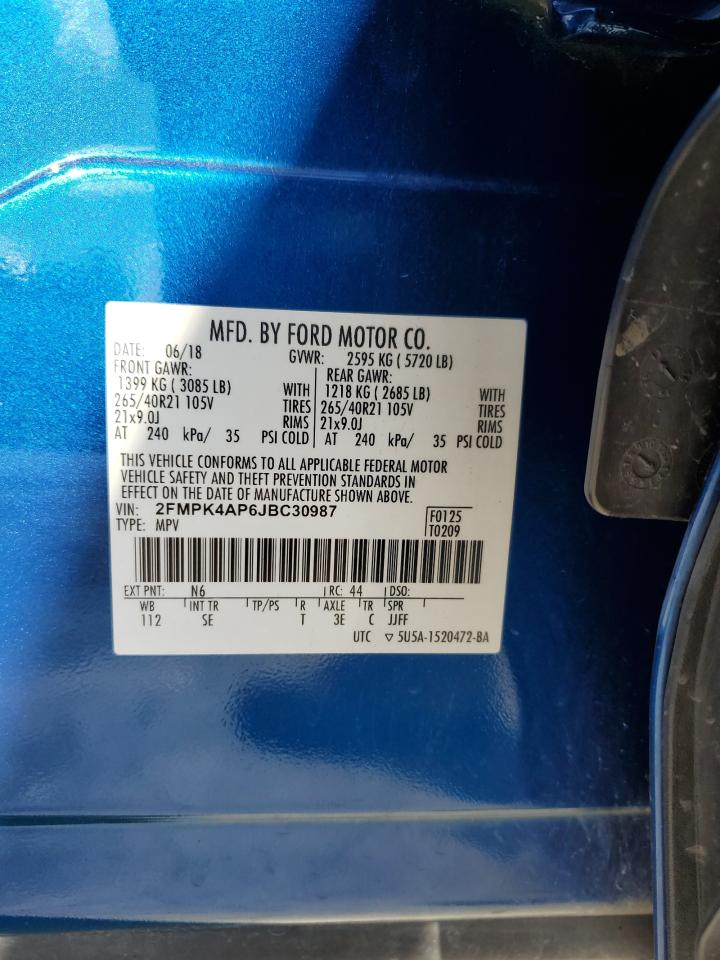 MFD. BY FORD MOTOR CO.
DATE: 06/18 GVWR: 2595 KG ( 5720 LB)
FRONT GAWR: REAR GAWR:
1399 KG ( 3085 LB) WITH 1218 KG ( 2685 LB) WITH
265/40R21 105V TIRES 265/40R21 105V TIRES
21x9.0J RIMS 21x9.0J RIMS
AT 240 kPa/ 35 PSI COLD AT 240 kPa/ 35 PSI COLD
THIS VEHICLE CONFORMS TO ALL APPLICABLE FEDERAL MOTOR
VEHICLE SAFETY AND THEFT PREVENTION STANDARDS IN
EFFECT ON THE DATE OF MANUFACTURE SHOWN ABOVE.
VIN: 2FMPK4AP6JBC30987 F0125
TYPE: MPV T0209
EXT PNT: N6 RC: 44 DSO:
WB INT TR TP/PS R AXLE TR SPR
112 SE T 3E C JJFF
UTC ▽ 5U5A-1520472-BA